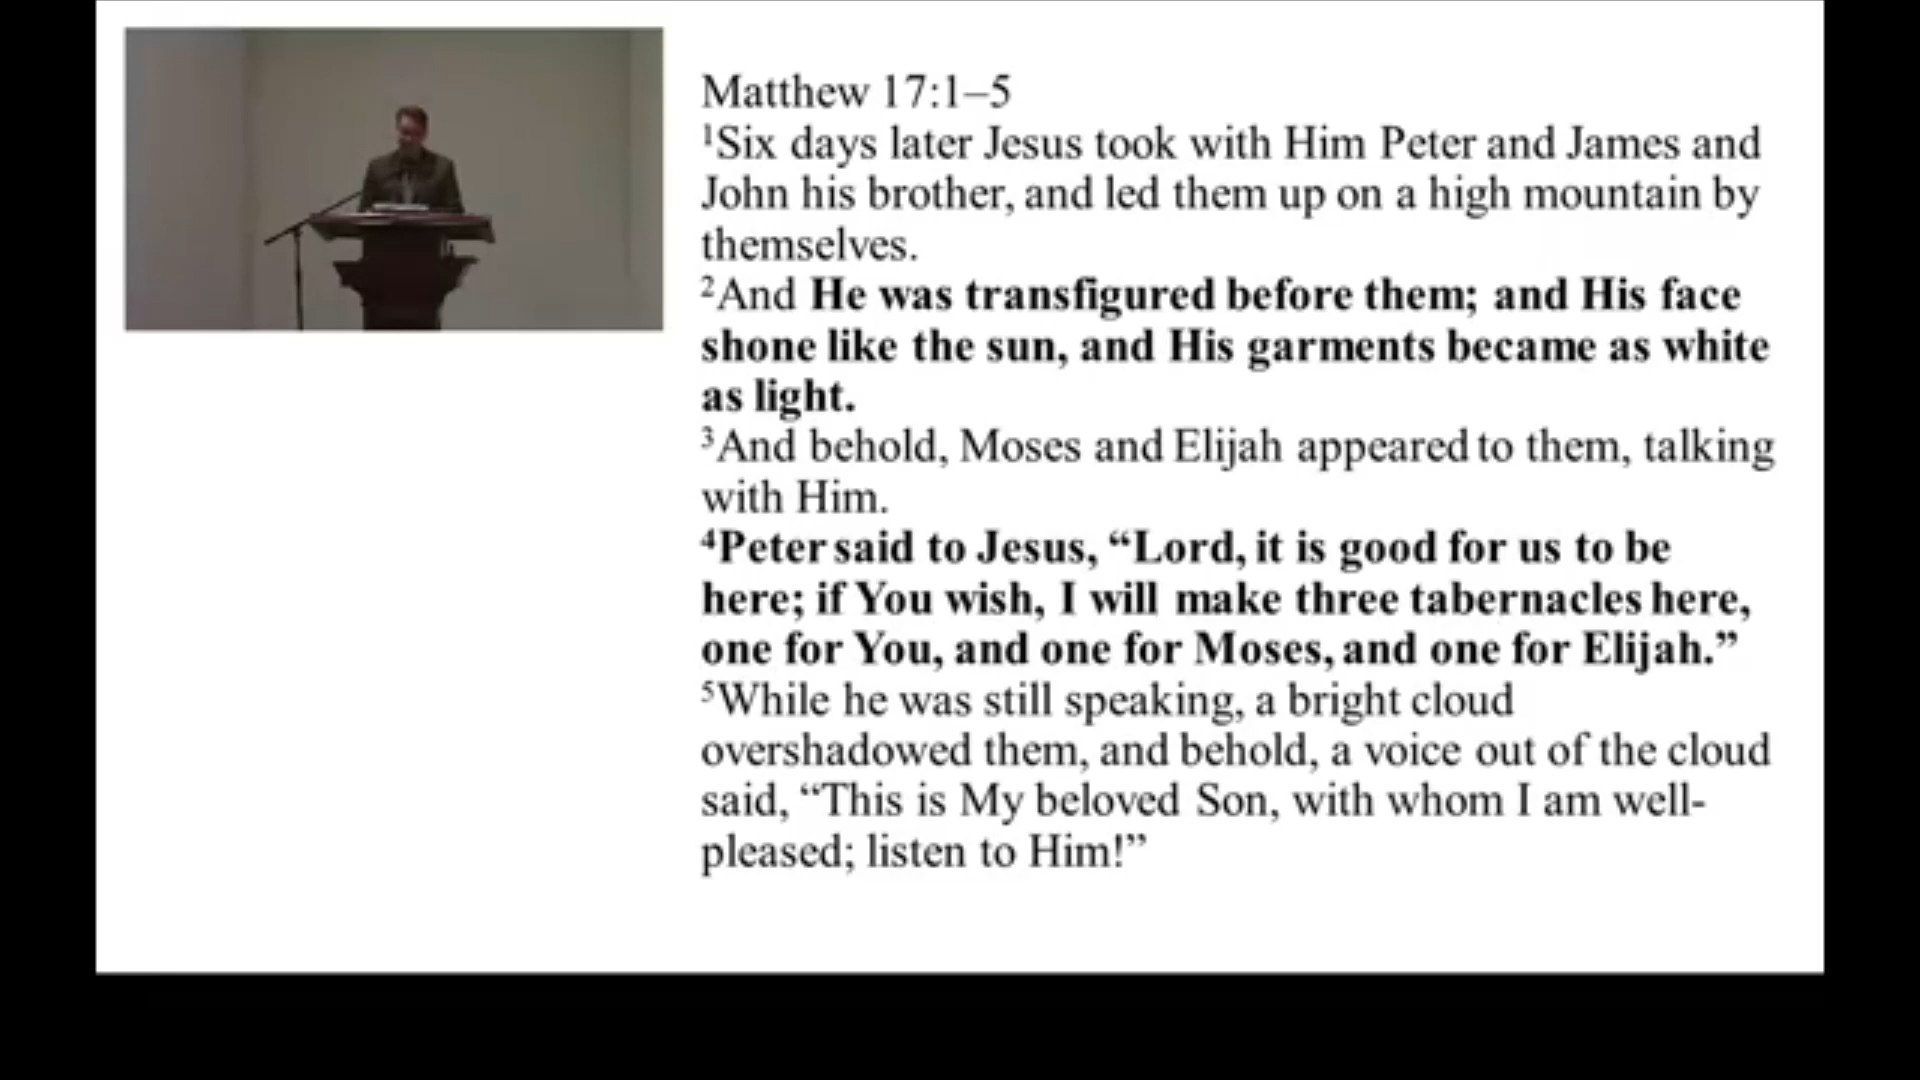 Matthew 17:1–5
¹Six days later Jesus took with Him Peter and James and
John his brother, and led them up on a high mountain by
themselves.
²And He was transfigured before them; and His face
shone like the sun, and His garments became as white
as light.
³And behold, Moses and Elijah appeared to them, talking
with Him.
⁴Peter said to Jesus, “Lord, it is good for us to be
here; if You wish, I will make three tabernacles here,
one for You, and one for Moses, and one for Elijah.”
⁵While he was still speaking, a bright cloud
overshadowed them, and behold, a voice out of the cloud
said, “This is My beloved Son, with whom I am well-
pleased; listen to Him!”